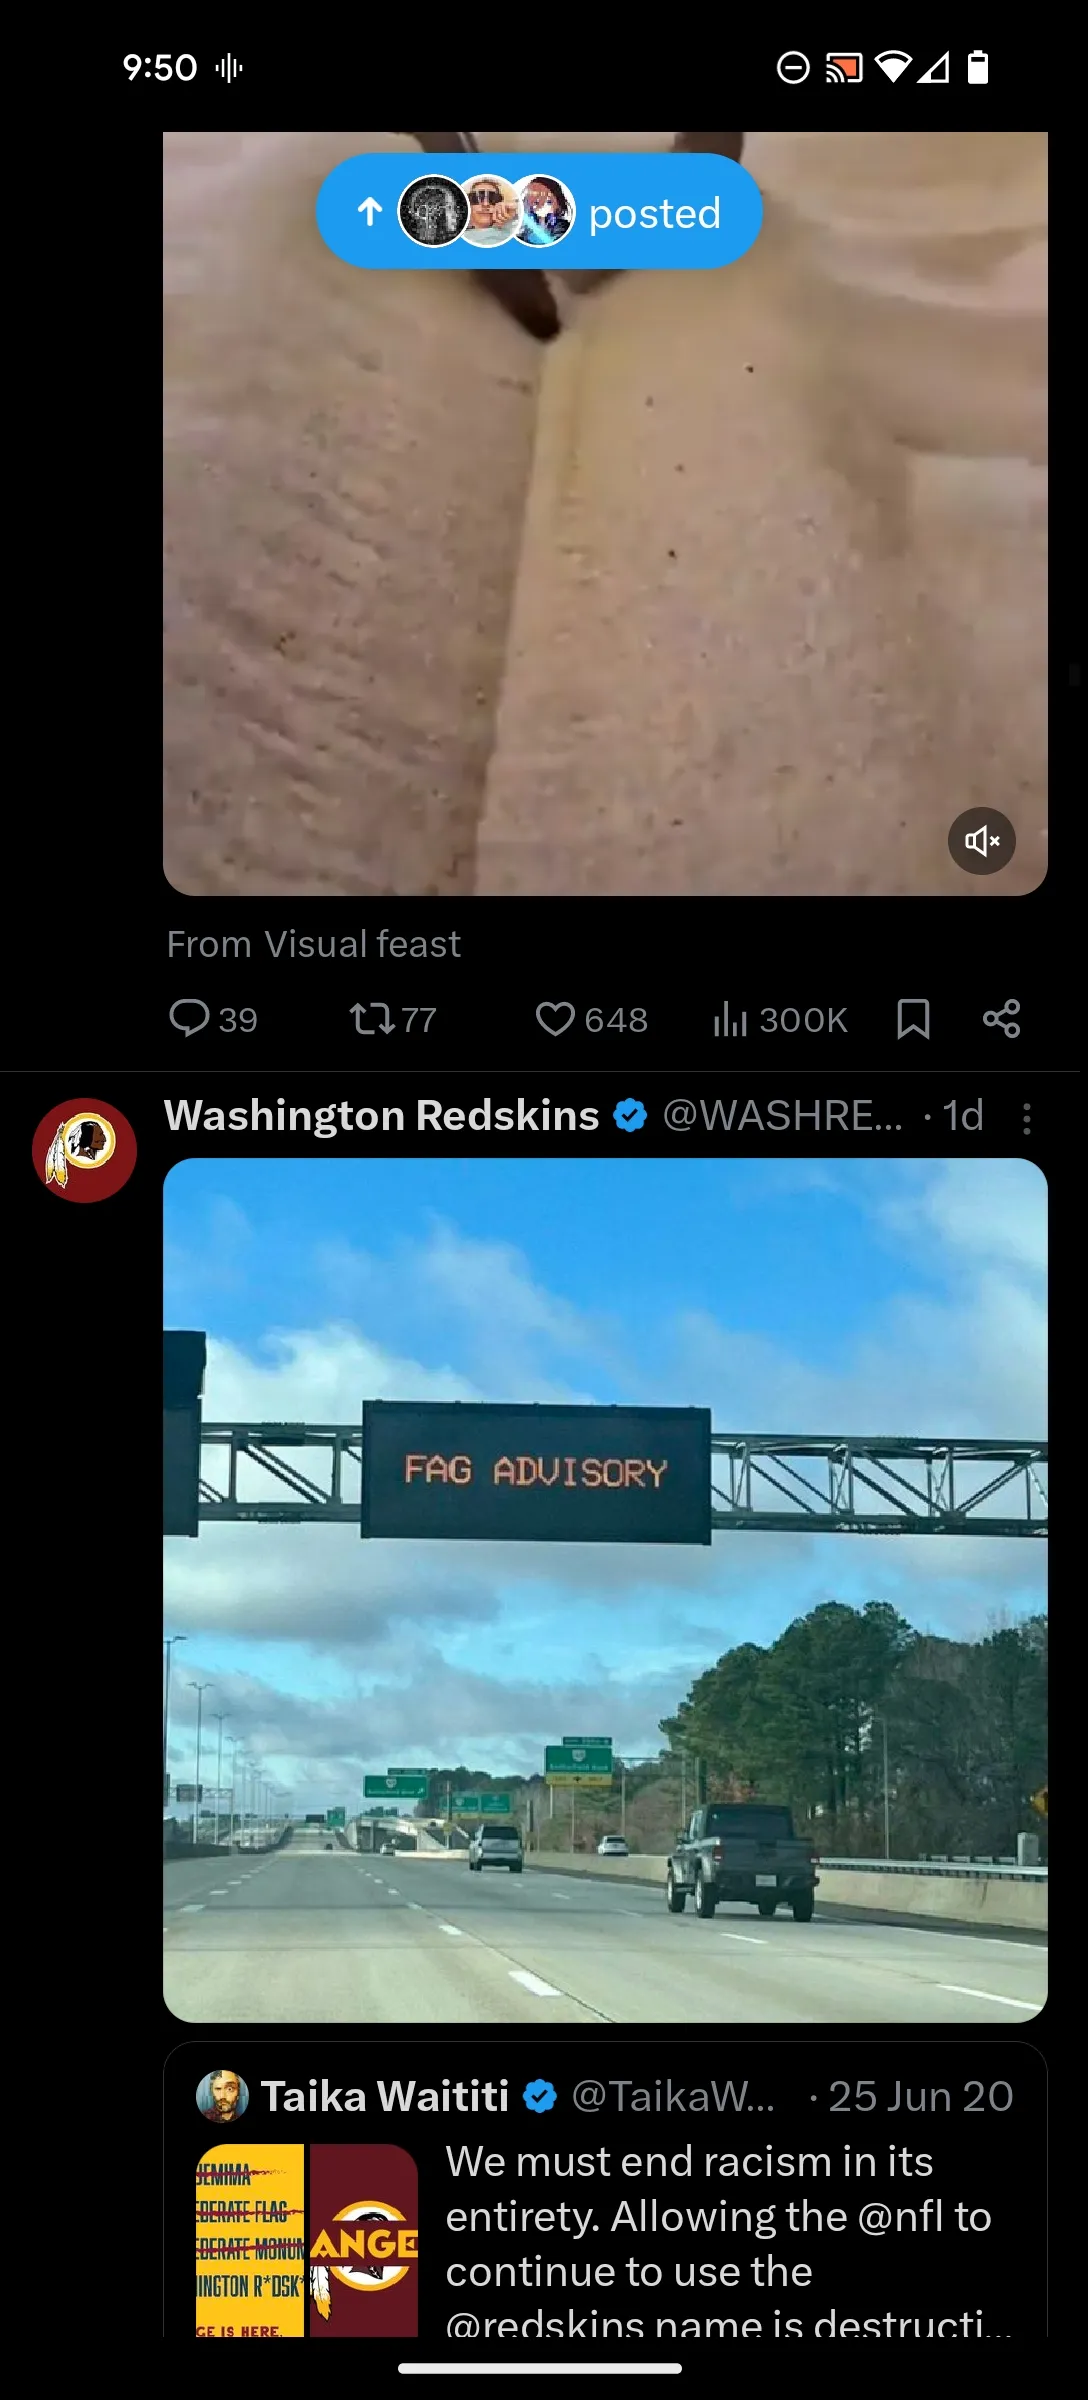 9:50
posted
From Visual feast
39 77 648 300K
Washington Redskins @WASHRE... · 1d
FAG ADVISORY
Taika Waititi @TaikaW... · 25 Jun 20
We must end racism in its
entirety. Allowing the @nfl to
continue to use the
@redskins name is destructi...
JEMIMA
EDERATE FLAG
EDERATE MONUM
INGTON R*DSK*
GE IS HERE.
ANGE